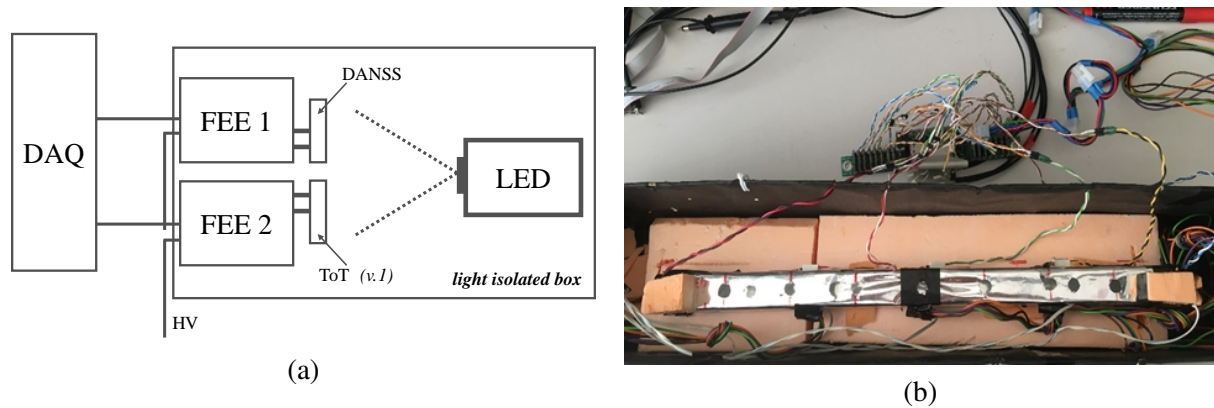 DANSS
FEE 1
DAQ
LED
FEE 2
ToT (v.1)
light isolated box
HV
(a)
(b)